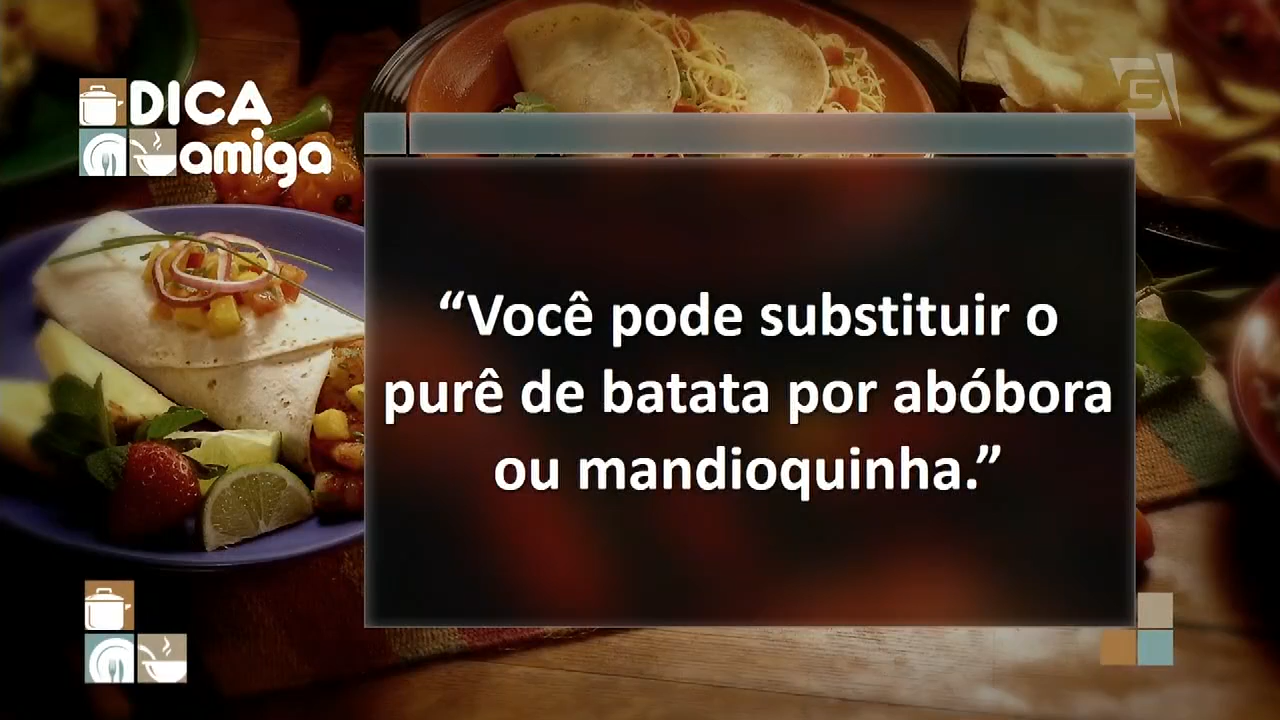 DICA
amiga
G
“Você pode substituir o
purê de batata por abóbora
ou mandioquinha.”